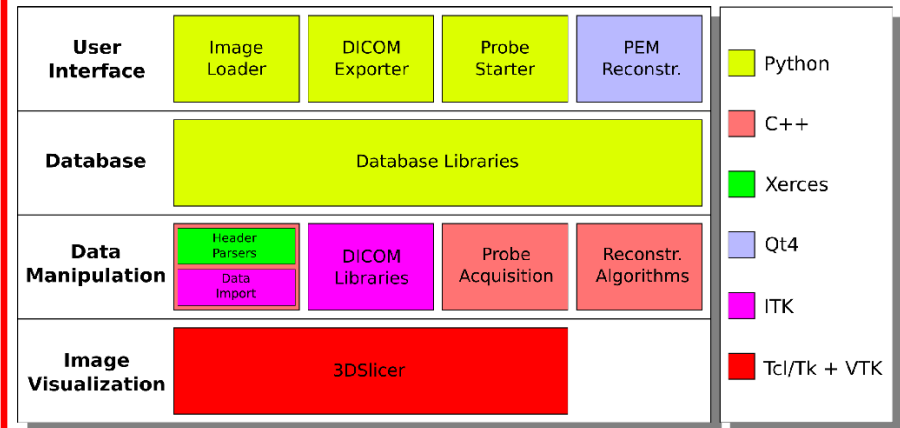 User
Interface
Image
Loader
DICOM
Exporter
Probe
Starter
PEM
Reconstr.
Database
Database Libraries
Data
Manipulation
Header
Parsers
Data
Import
DICOM
Libraries
Probe
Acquisition
Reconstr.
Algorithms
Image
Visualization
3DSlicer
Python
C++
Xerces
Qt4
ITK
Tcl/Tk + VTK